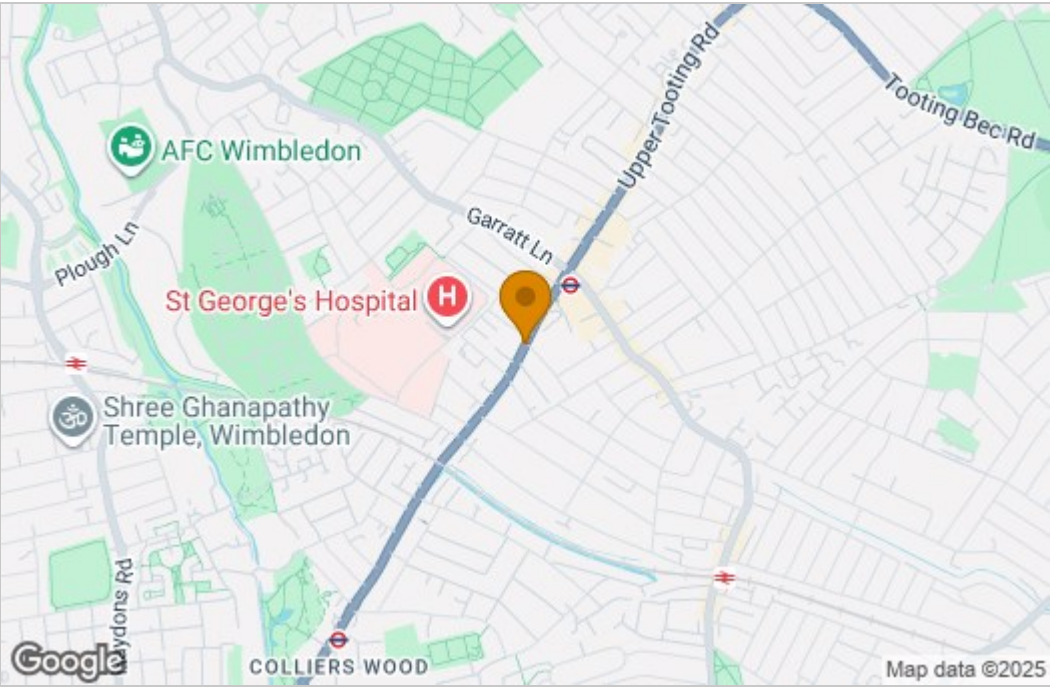 Upper Tooting Rd
Tooting Bec Rd
AFC Wimbledon
Garratt Ln
Plough Ln
St George's Hospital
H
Shree Ghanapathy
Temple, Wimbledon
Rd
COLLIERS WOOD
Google
Map data ©2025